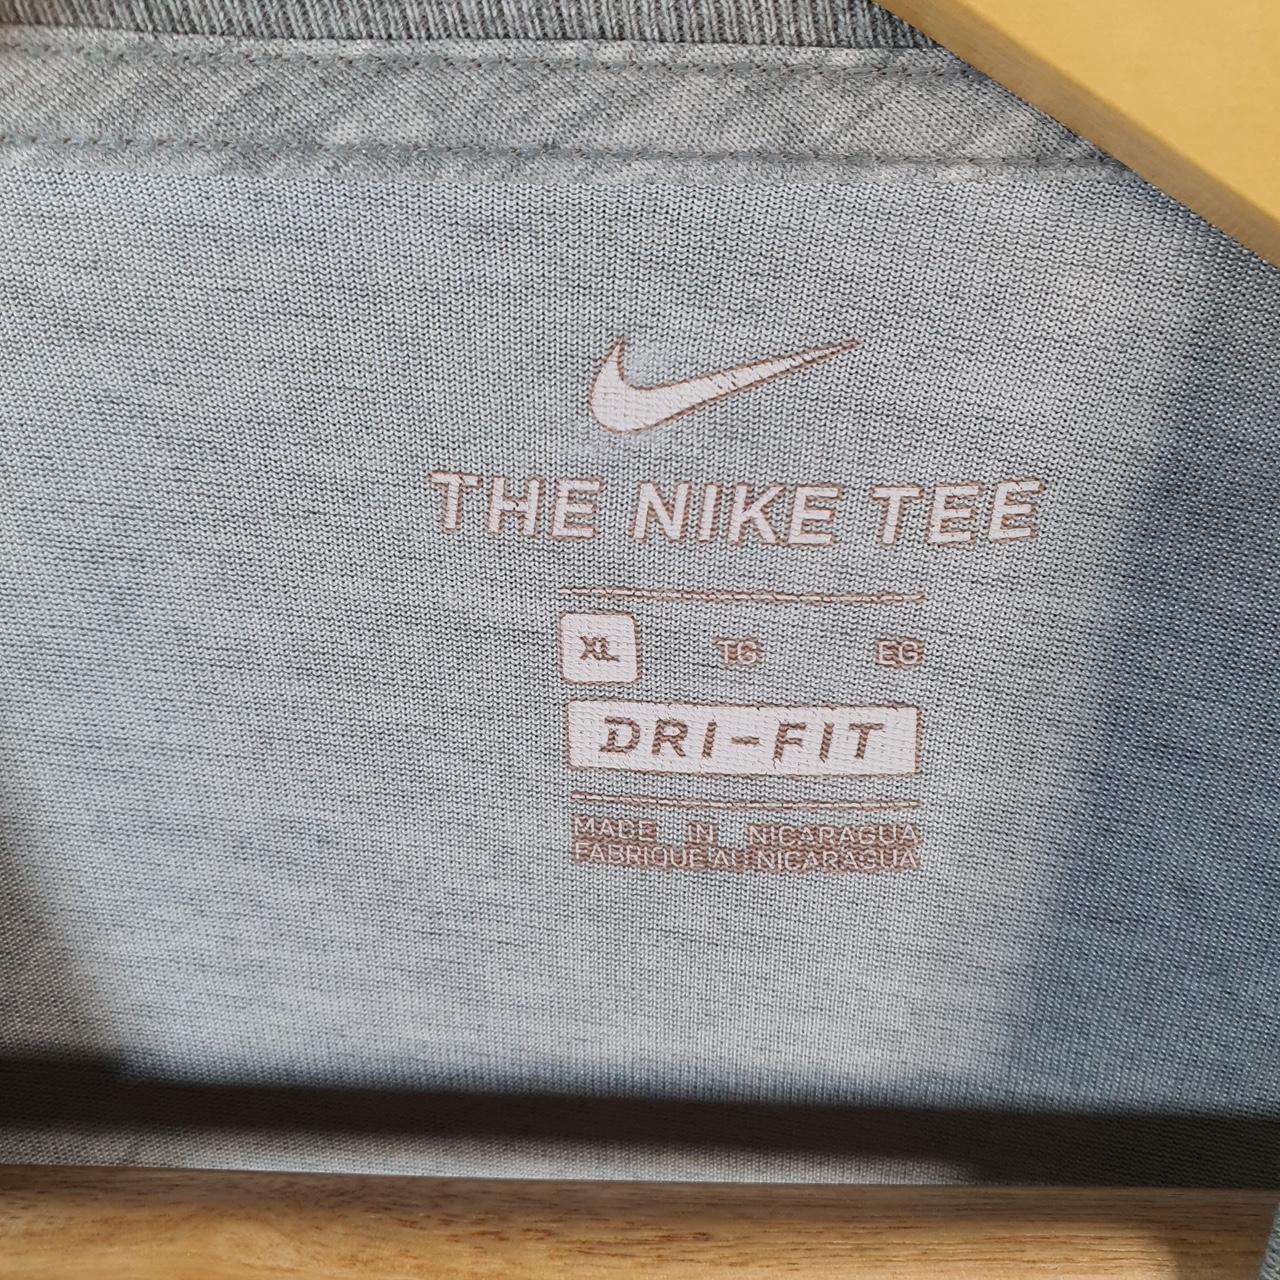 THE NIKE TEE
XL TG EG
DRI-FIT
MADE IN NICARAGUA
FABRIQUE AU NICARAGUA